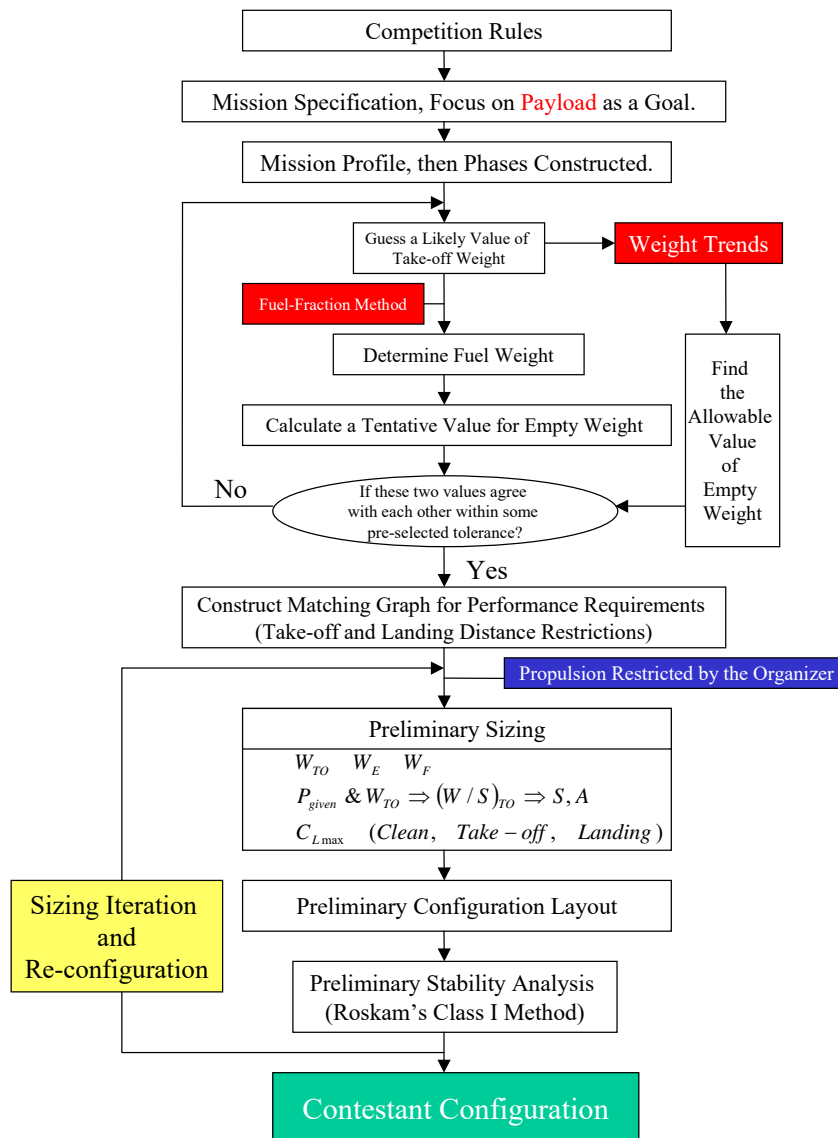 Competition Rules
Mission Specification, Focus on Payload as a Goal.
Mission Profile, then Phases Constructed.
Guess a Likely Value of
Take-off Weight
Weight Trends
Fuel-Fraction Method
Determine Fuel Weight
Find
the
Allowable
Value
of
Empty
Weight
Calculate a Tentative Value for Empty Weight
No
If these two values agree
with each other within some
pre-selected tolerance?
Yes
Construct Matching Graph for Performance Requirements
(Take-off and Landing Distance Restrictions)
Propulsion Restricted by the Organizer
Preliminary Sizing
W_TO W_E W_F
P_given & W_TO ⇒ (W / S)_TO ⇒ S, A
C_L max (Clean, Take − off, Landing)
Sizing Iteration
and
Re-configuration
Preliminary Configuration Layout
Preliminary Stability Analysis
(Roskam’s Class I Method)
Contestant Configuration